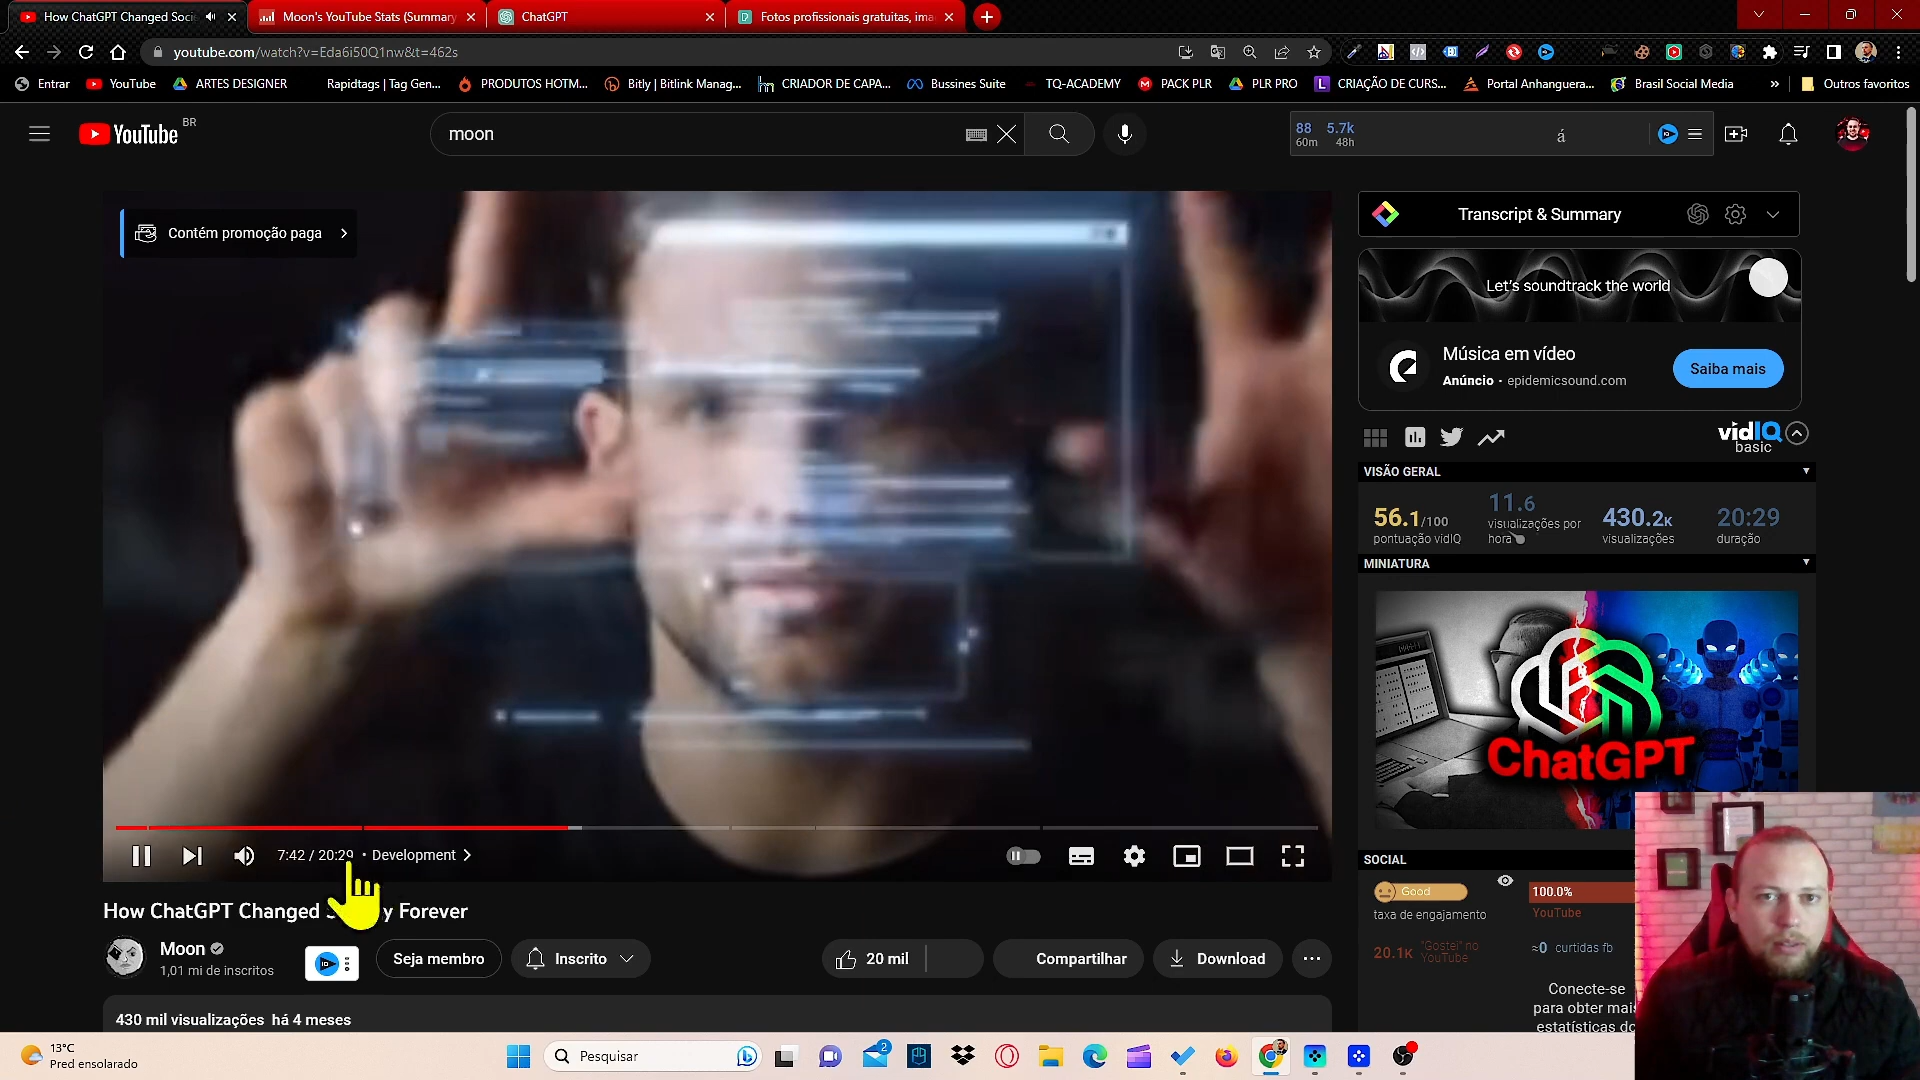 How ChatGPT Changed Soci
Moon's YouTube Stats (Summary
ChatGPT
Fotos profissionais gratuitas, ima
youtube.com/watch?v=Eda6i50Q1nw&t=462s
Entrar
YouTube
ARTES DESIGNER
Rapidtags | Tag Gen...
PRODUTOS HOTM...
Bitly | Bitlink Manag...
CRIADOR DE CAPA...
Bussines Suite
TQ-ACADEMY
PACK PLR
PLR PRO
CRIAÇÃO DE CURS...
Portal Anhanguera...
Brasil Social Media
»
Outros favoritos
YouTube BR
moon
88 5.7k
60m 48h
á
Contém promoção paga
Transcript & Summary
Let's soundtrack the world
Música em vídeo
Anúncio • epidemicsound.com
Saiba mais
vidIQ
basic
VISÃO GERAL
56.1/100
pontuação vidIQ
11.6
visualizações por
hora
430.2K
visualizações
20:29
duração
MINIATURA
ChatGPT
7:42 / 20:29 • Development
How ChatGPT Changed S y Forever
Moon
1,01 mi de inscritos
Seja membro
Inscrito
20 mil
Compartilhar
Download
430 mil visualizações há 4 meses
SOCIAL
Good
taxa de engajamento
100.0%
YouTube
20.1K "Gostei" no
YouTube
≈0 curtidas fb
Conecte-se
para obter mais
estatísticas do
13°C
Pred ensolarado
Pesquisar
2